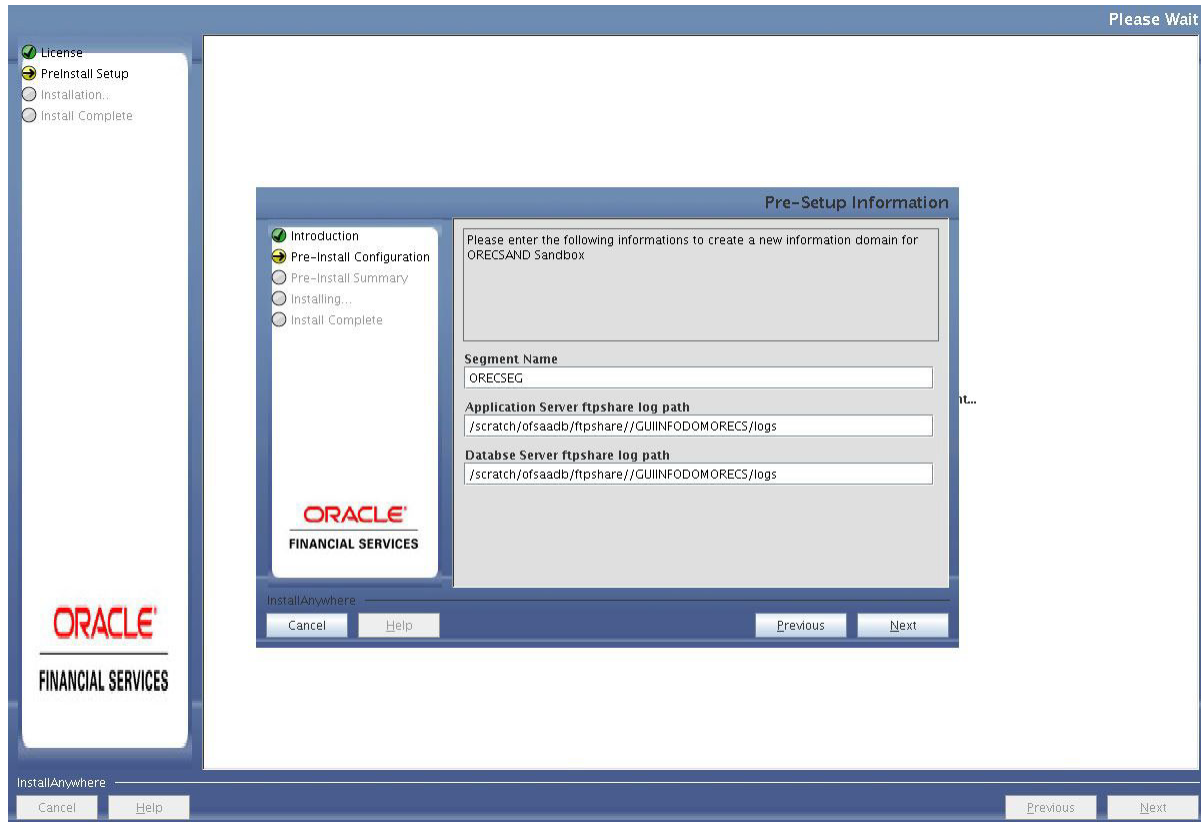 Please Wait
License
PreInstall Setup
Installation..
Install Complete
Pre-Setup Information
Introduction
Pre-Install Configuration
Pre-Install Summary
Installing...
Install Complete
Please enter the following informations to create a new information domain for
ORECSAND Sandbox
Segment Name
ORECSEG
Application Server ftpshare log path
/scratch/ofsaadb/ftpshare//GUIINFODOMORECS/logs
Databse Server ftpshare log path
/scratch/ofsaadb/ftpshare//GUIINFODOMORECS/logs
ORACLE
FINANCIAL SERVICES
InstallAnywhere
Cancel
Help
Previous
Next
ORACLE
FINANCIAL SERVICES
InstallAnywhere
Cancel
Help
Previous
Next